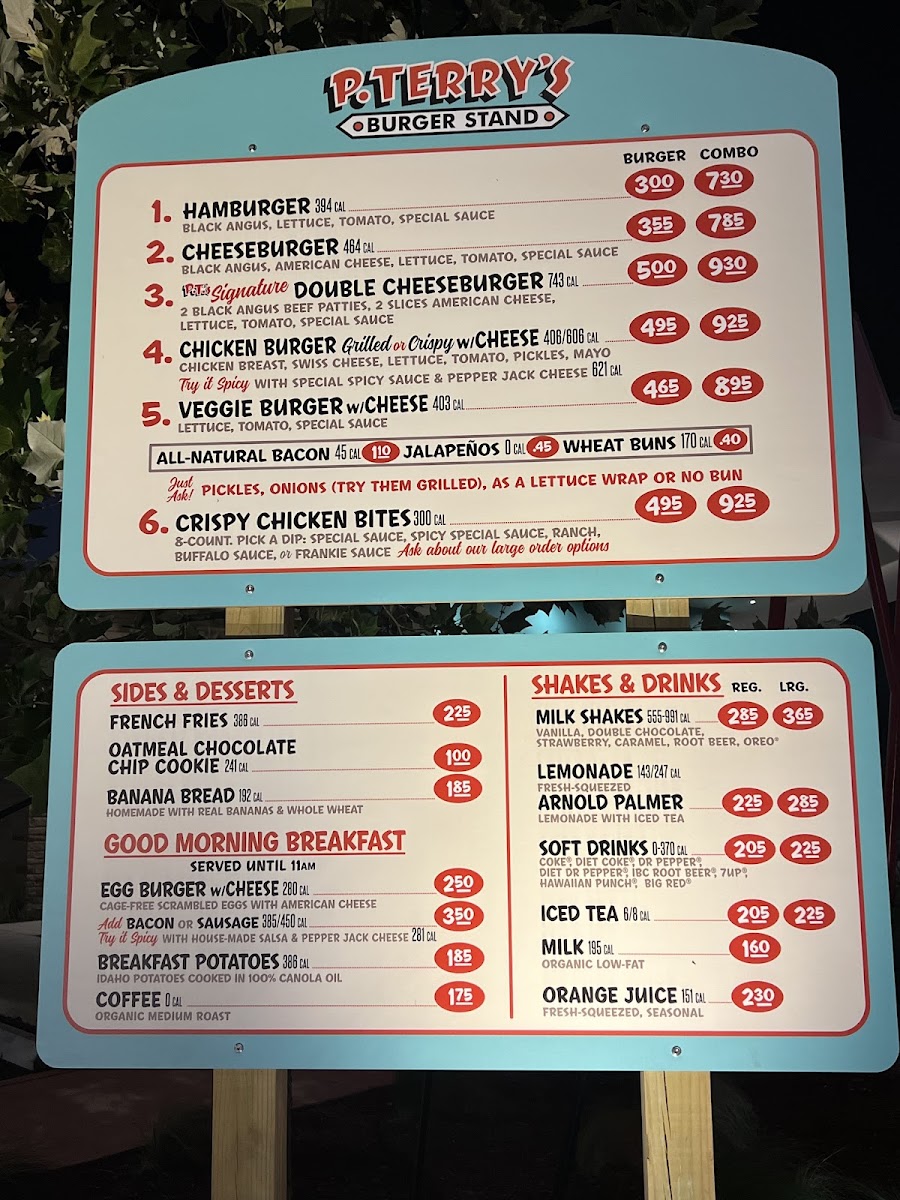 P.TERRY'S
BURGER STAND
BURGER COMBO
1. HAMBURGER 394 CAL 3.00 7.30
BLACK ANGUS, LETTUCE, TOMATO, SPECIAL SAUCE
2. CHEESEBURGER 464 CAL 3.55 7.85
BLACK ANGUS, AMERICAN CHEESE, LETTUCE, TOMATO, SPECIAL SAUCE
3. P.T.'s Signature DOUBLE CHEESEBURGER 743 CAL 5.00 9.30
2 BLACK ANGUS BEEF PATTIES, 2 SLICES AMERICAN CHEESE,
LETTUCE, TOMATO, SPECIAL SAUCE
4. CHICKEN BURGER Grilled or Crispy w/CHEESE 406/606 CAL 4.95 9.25
CHICKEN BREAST, SWISS CHEESE, LETTUCE, TOMATO, PICKLES, MAYO
Try it Spicy WITH SPECIAL SPICY SAUCE & PEPPER JACK CHEESE 621 CAL
5. VEGGIE BURGER w/CHEESE 403 CAL 4.65 8.95
LETTUCE, TOMATO, SPECIAL SAUCE
ALL-NATURAL BACON 45 CAL 1.10 JALAPEÑOS 0 CAL .45 WHEAT BUNS 170 CAL .40
Just Ask! PICKLES, ONIONS (TRY THEM GRILLED), AS A LETTUCE WRAP OR NO BUN
6. CRISPY CHICKEN BITES 300 CAL 4.95 9.25
8-COUNT. PICK A DIP: SPECIAL SAUCE, SPICY SPECIAL SAUCE, RANCH,
BUFFALO SAUCE, or FRANKIE SAUCE Ask about our large order options
SIDES & DESSERTS
FRENCH FRIES 386 CAL 2.25
OATMEAL CHOCOLATE
CHIP COOKIE 241 CAL 1.00
BANANA BREAD 192 CAL 1.85
HOMEMADE WITH REAL BANANAS & WHOLE WHEAT
GOOD MORNING BREAKFAST
SERVED UNTIL 11AM
EGG BURGER w/CHEESE 280 CAL 2.50
CAGE-FREE SCRAMBLED EGGS WITH AMERICAN CHEESE
Add BACON OR SAUSAGE 385/450 CAL 3.50
Try it Spicy WITH HOUSE-MADE SALSA & PEPPER JACK CHEESE 281 CAL
BREAKFAST POTATOES 386 CAL 1.85
IDAHO POTATOES COOKED IN 100% CANOLA OIL
COFFEE 0 CAL 1.75
ORGANIC MEDIUM ROAST
SHAKES & DRINKS REG. LRG.
MILK SHAKES 555-991 CAL 2.85 3.65
VANILLA, DOUBLE CHOCOLATE,
STRAWBERRY, CARAMEL, ROOT BEER, OREO®
LEMONADE 143/247 CAL
FRESH-SQUEEZED
ARNOLD PALMER 2.25 2.85
LEMONADE WITH ICED TEA
SOFT DRINKS 0-370 CAL 2.05 2.25
COKE®, DIET COKE®, DR PEPPER®,
DIET DR PEPPER®, IBC ROOT BEER®, 7UP®,
HAWAIIAN PUNCH®, BIG RED®
ICED TEA 6/8 CAL 2.05 2.25
MILK 195 CAL 1.60
ORGANIC LOW-FAT
ORANGE JUICE 151 CAL 2.30
FRESH-SQUEEZED, SEASONAL